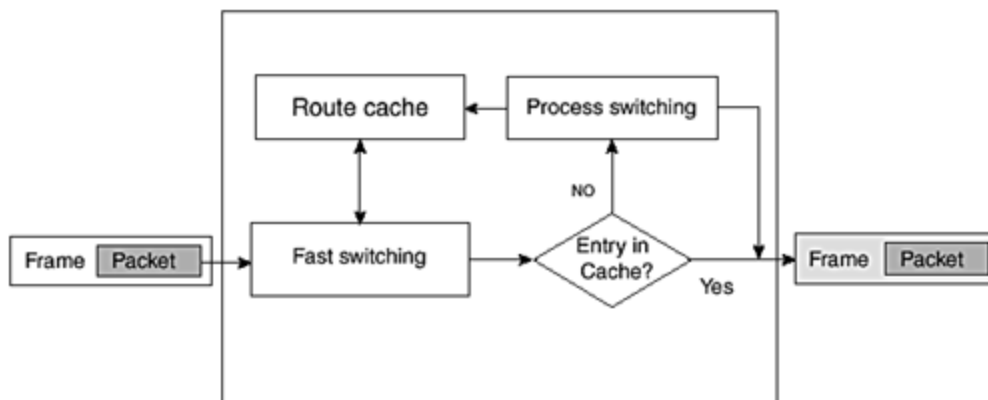 Route cache
Process switching
NO
Frame Packet
Fast switching
Entry in
Cache?
Yes
Frame Packet